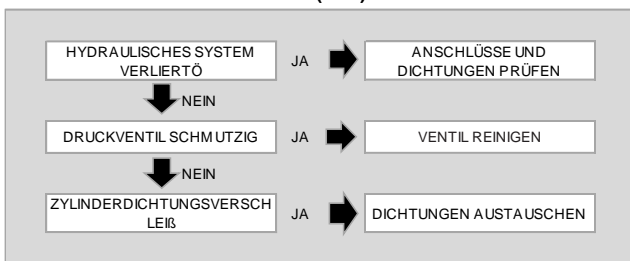 HYDRAULISCHES SYSTEM
VERLIERTÖ
JA
ANSCHLÜSSE UND
DICHTUNGEN PRÜFEN
NEIN
DRUCKVENTIL SCHMUTZIG
JA
VENTIL REINIGEN
NEIN
ZYLINDERDICHTUNGSVERSCH
LEIß
JA
DICHTUNGEN AUSTAUSCHEN